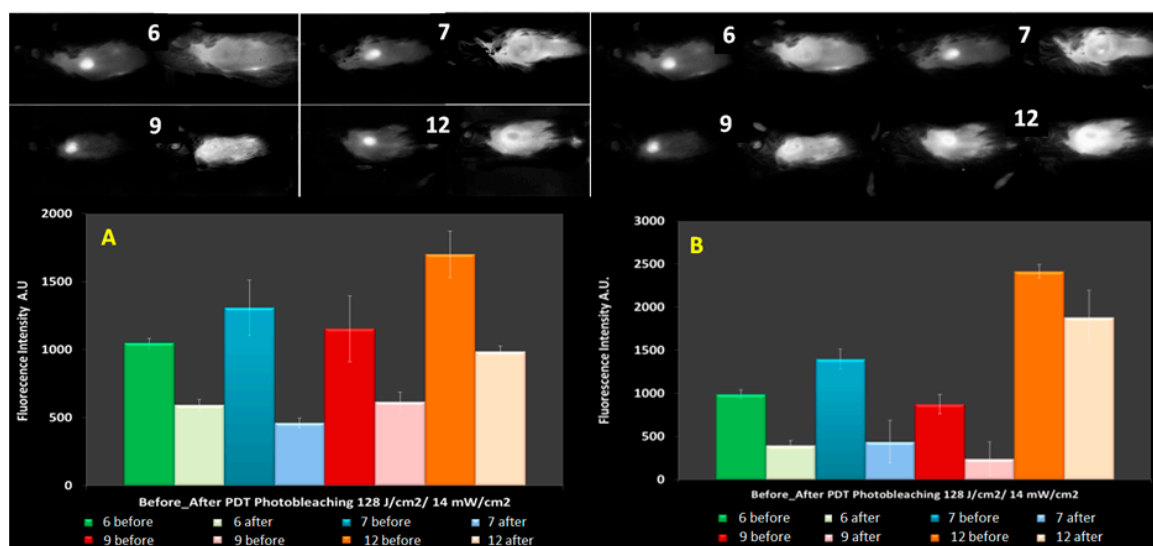 6 7 6 7
9 12 9 12
A
Fluorecence Intensity A.U
2000
1500
1000
500
0
Before_After PDT Photobleaching 128 J/cm2/ 14 mW/cm2
6 before 6 after 7 before 7 after
9 before 9 before 12 before 12 after
B
Fluorescence Intensity A.U.
3000
2500
2000
1500
1000
500
0
Before_After PDT Photobleaching 128 J/cm2/ 14 mW/cm2
6 before 6 after 7 before 7 after
9 before 9 after 12 before 12 after